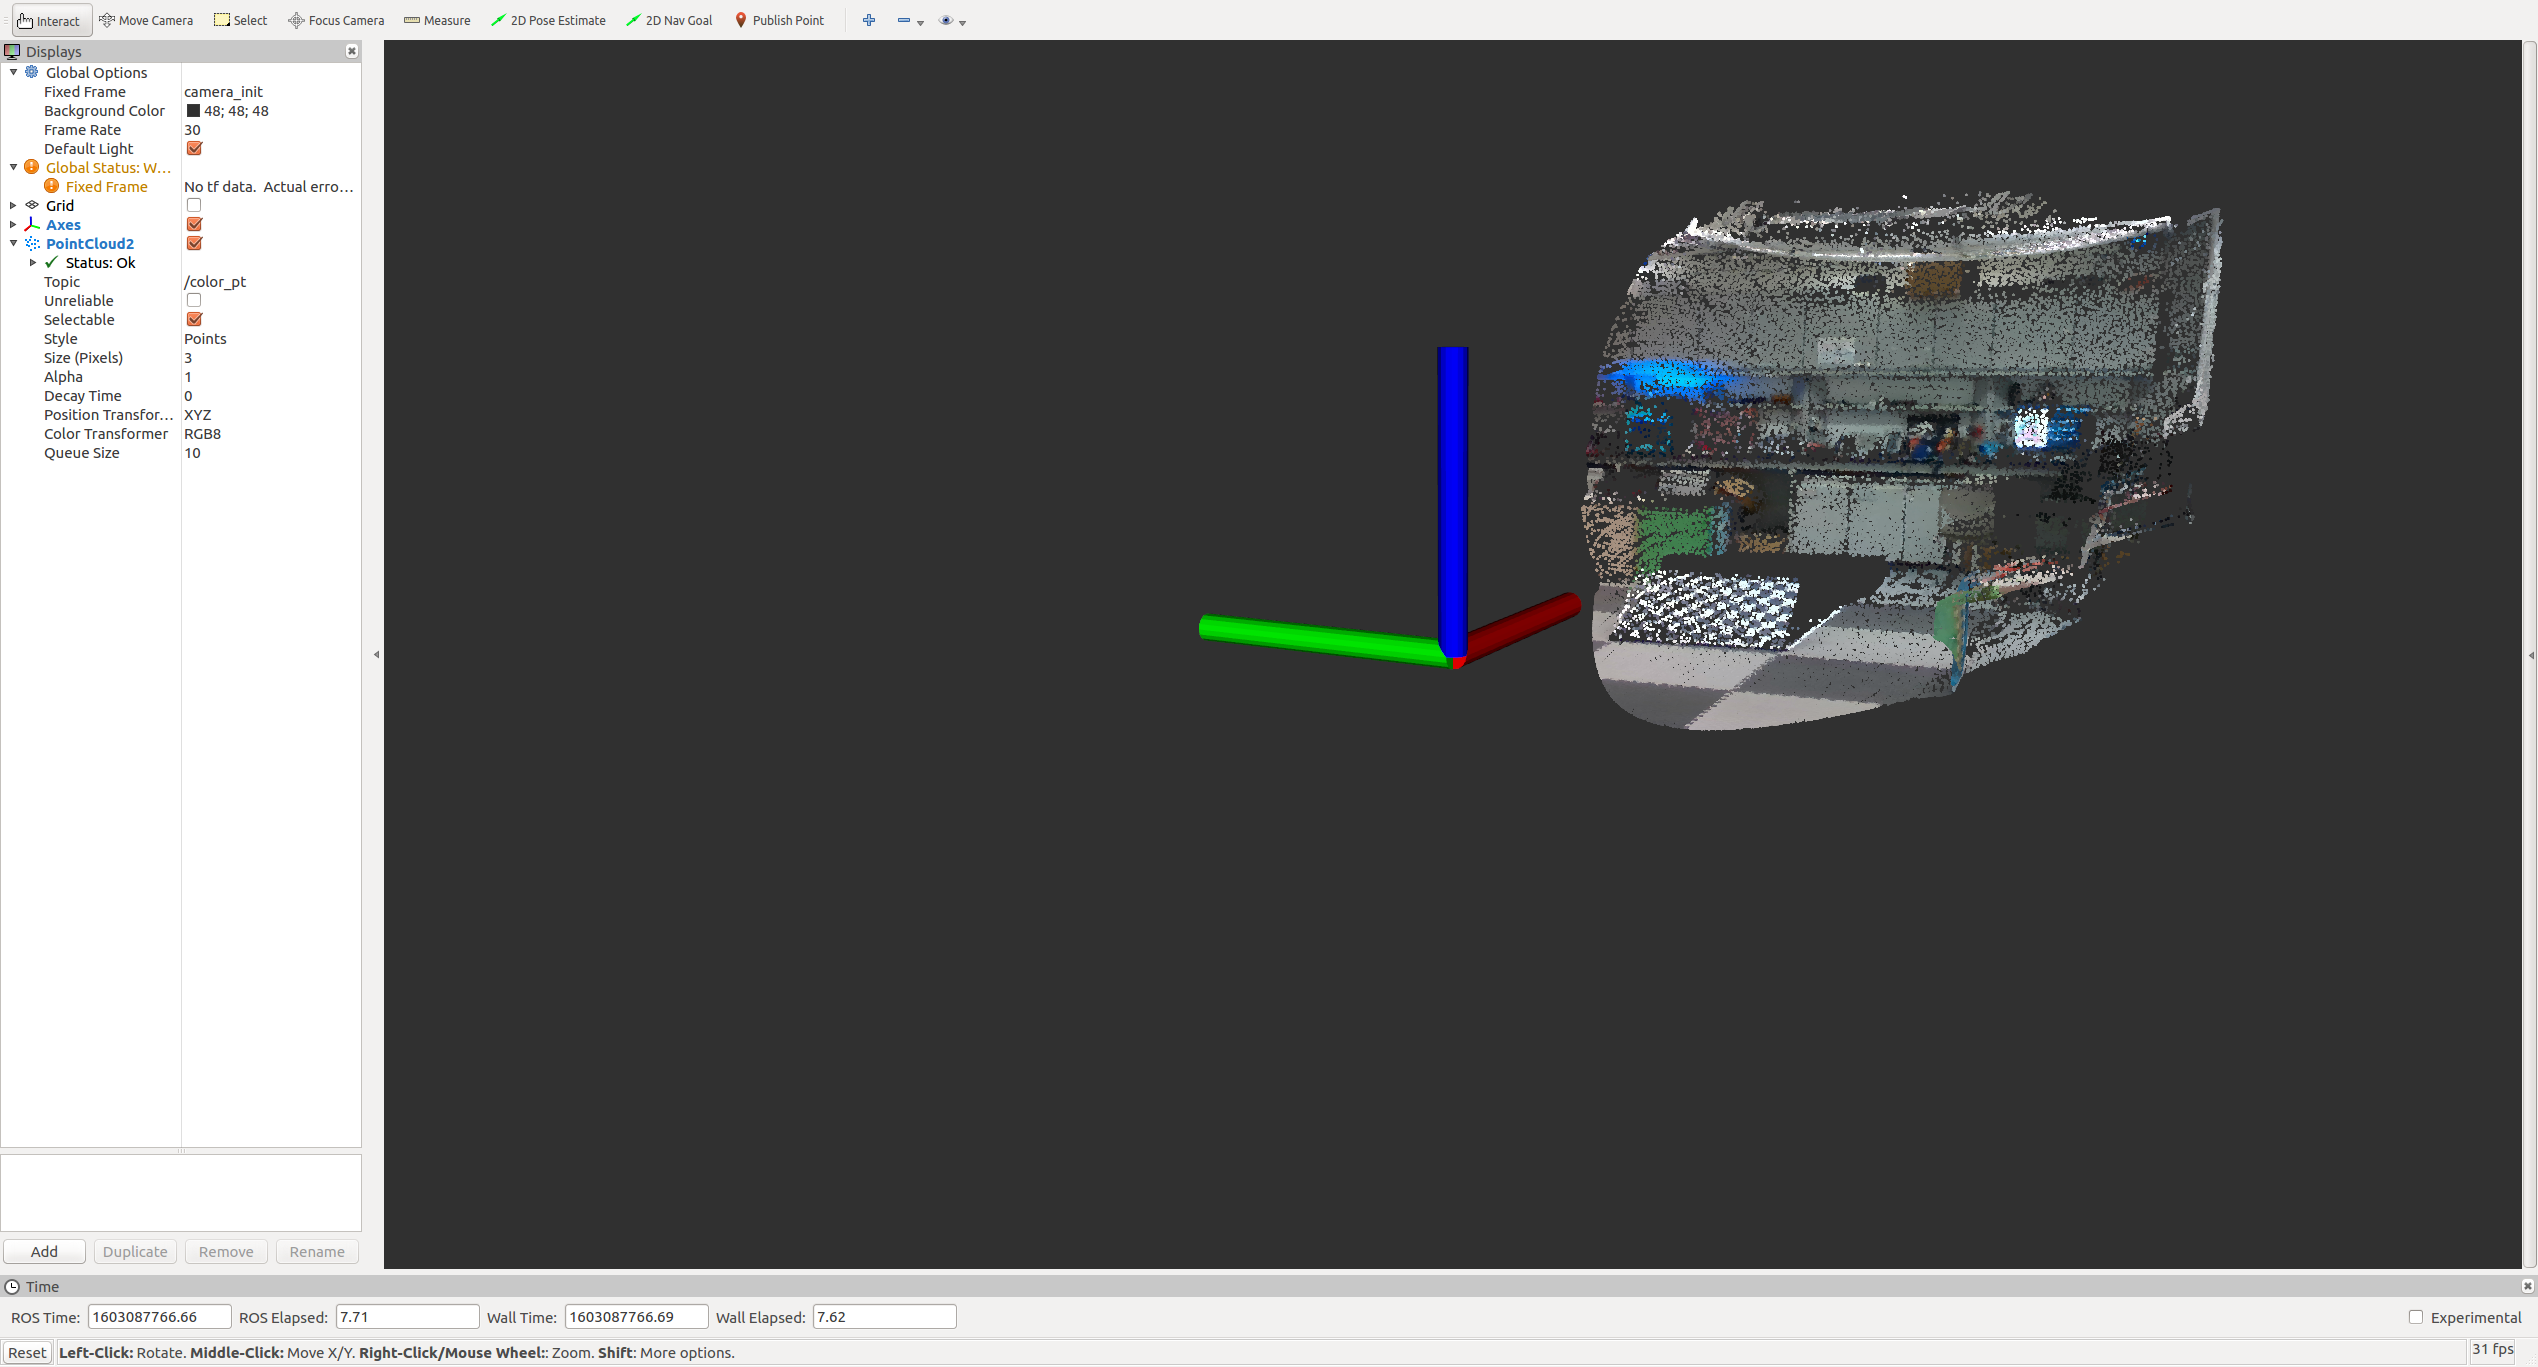 Interact Move Camera Select Focus Camera Measure 2D Pose Estimate 2D Nav Goal Publish Point
Displays
Global Options
Fixed Frame camera_init
Background Color 48; 48; 48
Frame Rate 30
Default Light
Global Status: W...
Fixed Frame No tf data. Actual erro...
Grid
Axes
PointCloud2
Status: Ok
Topic /color_pt
Unreliable
Selectable
Style Points
Size (Pixels) 3
Alpha 1
Decay Time 0
Position Transfor... XYZ
Color Transformer RGB8
Queue Size 10
Add Duplicate Remove Rename
Time
ROS Time: 1603087766.66 ROS Elapsed: 7.71 Wall Time: 1603087766.69 Wall Elapsed: 7.62 Experimental
Reset Left-Click: Rotate. Middle-Click: Move X/Y. Right-Click/Mouse Wheel:: Zoom. Shift: More options. 31 fps